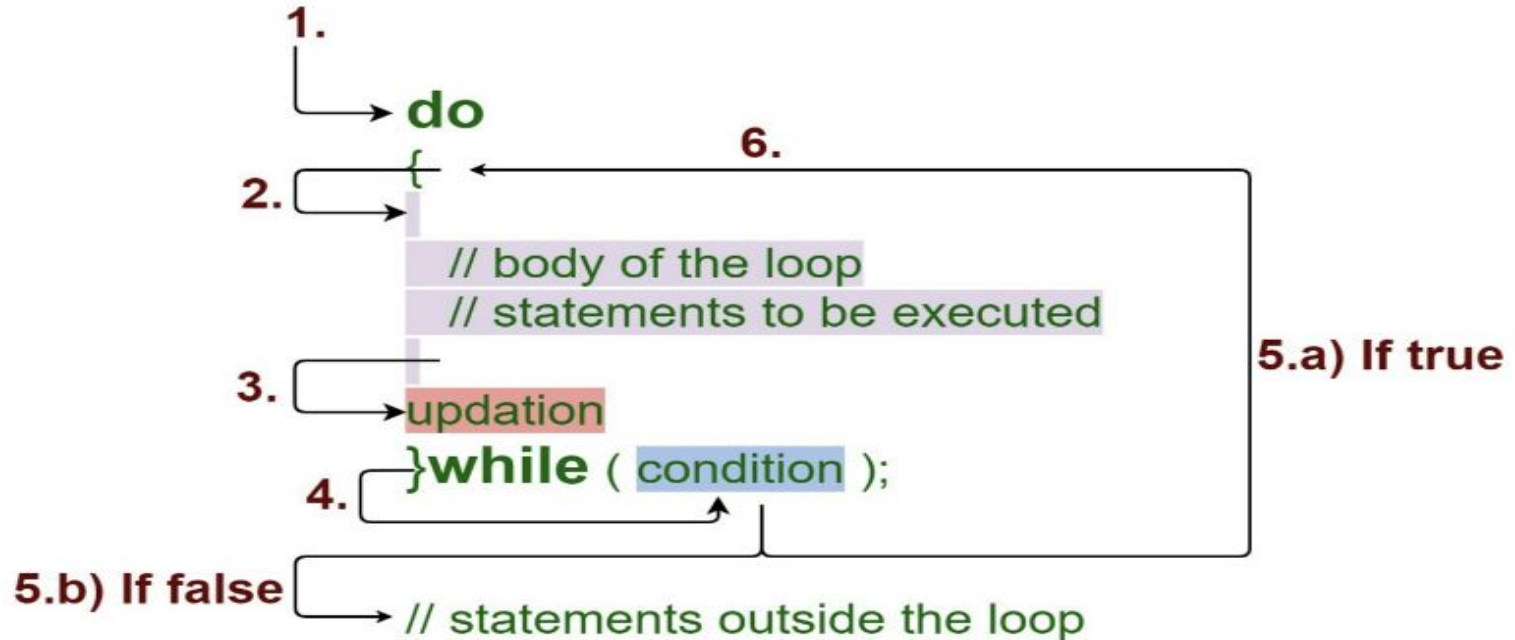 1.
do
6.
{
2.
// body of the loop
// statements to be executed
5.a) If true
3.
updation
}while ( condition );
4.
5.b) If false
// statements outside the loop